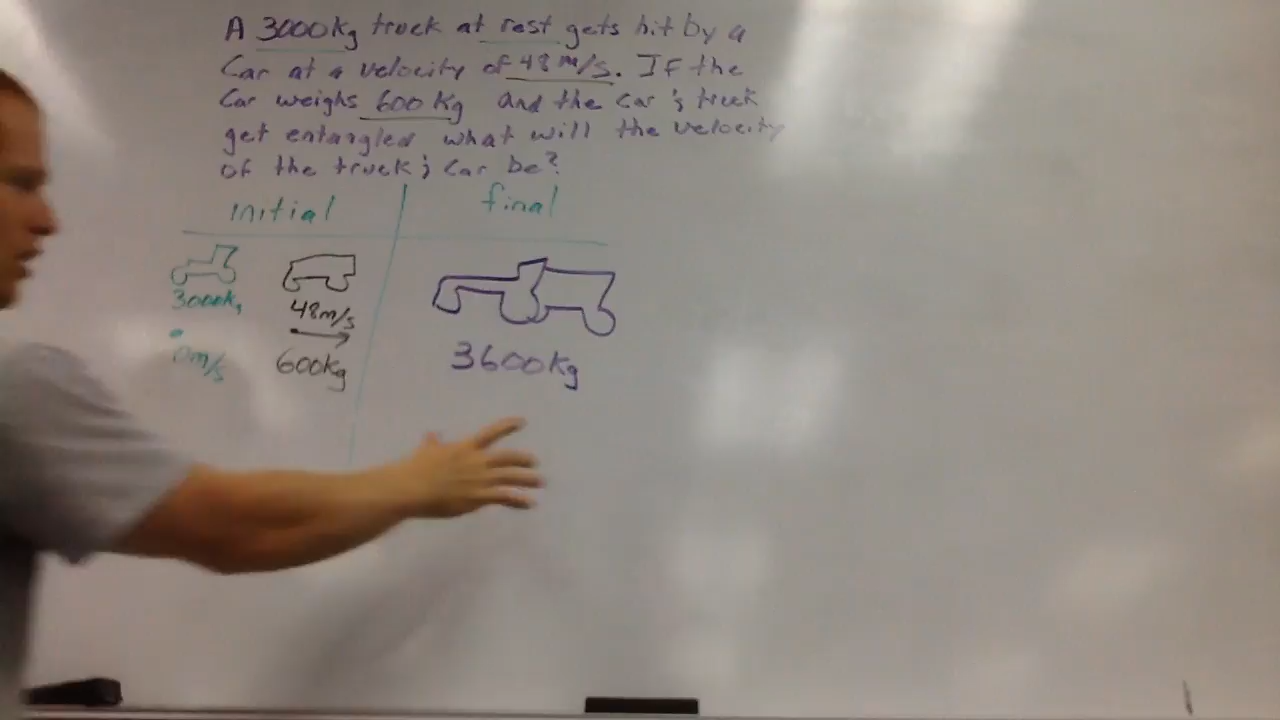 A 3000kg truck at rest gets hit by a
Car at a velocity of 48 m/s. If the
Car weighs 600 Kg and the car & truck
get entangled what will the velocity
of the truck & car be?
initial final
3000kg 48m/s
0m/s 600kg 3600kg